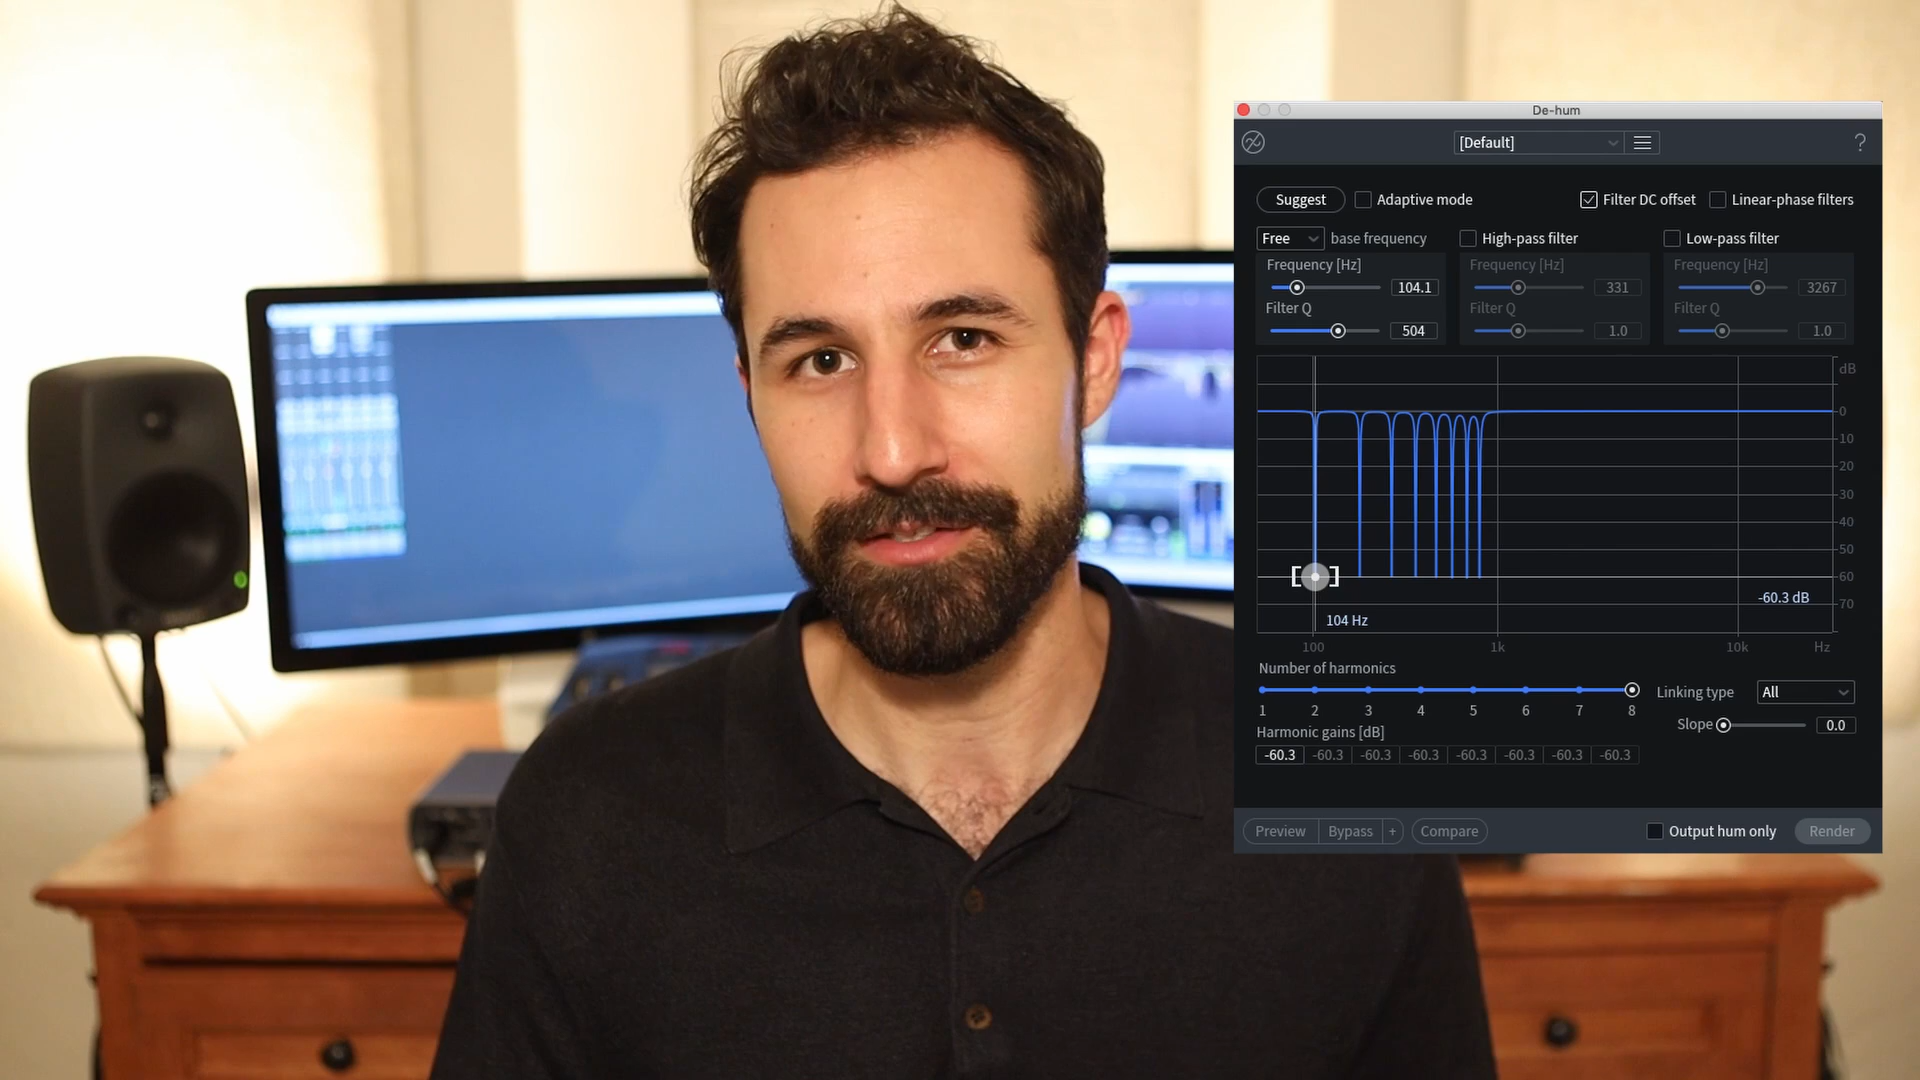 De-hum
[Default]
?
Suggest Adaptive mode Filter DC offset Linear-phase filters
Free base frequency High-pass filter Low-pass filter
Frequency [Hz] Frequency [Hz] Frequency [Hz]
104.1 331 3267
Filter Q Filter Q Filter Q
504 1.0 1.0
dB
0
10
20
30
40
50
60
-60.3 dB
70
104 Hz
100 1k 10k Hz
Number of harmonics
Linking type All
1 2 3 4 5 6 7 8
Slope 0.0
Harmonic gains [dB]
-60.3 -60.3 -60.3 -60.3 -60.3 -60.3 -60.3 -60.3
Preview Bypass + Compare Output hum only Render